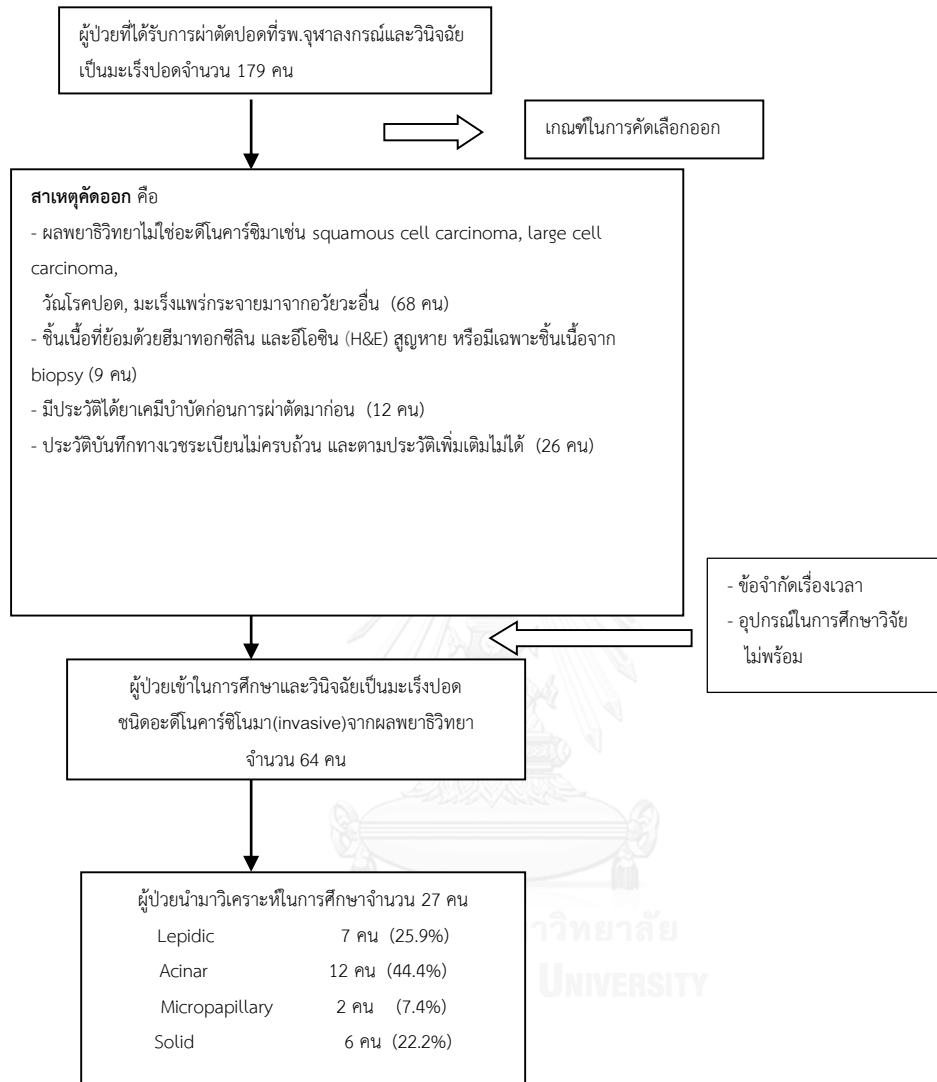 ผู้ป่วยที่ได้รับการผ่าตัดปอดที่รพ.จุฬาลงกรณ์และวินิจฉัย
เป็นมะเร็งปอดจำนวน 179 คน
เกณฑ์ในการคัดเลือกออก
สาเหตุคัดออก คือ
- ผลพยาธิวิทยาไม่ใช่อะดีโนคาร์ซิมาเช่น squamous cell carcinoma, large cell
carcinoma,
วัณโรคปอด, มะเร็งแพร่กระจายมาจากอวัยวะอื่น (68 คน)
- ชิ้นเนื้อที่ย้อมด้วยฮีมาทอกซีลิน และอีโอซิน (H&E) สูญหาย หรือมีเฉพาะชิ้นเนื้อจาก
biopsy (9 คน)
- มีประวัติได้ยาเคมีบำบัดก่อนการผ่าตัดมาก่อน (12 คน)
- ประวัติบันทึกทางเวชระเบียนไม่ครบถ้วน และตามประวัติเพิ่มเติมไม่ได้ (26 คน)
- ข้อจำกัดเรื่องเวลา
- อุปกรณ์ในการศึกษาวิจัย
ไม่พร้อม
ผู้ป่วยเข้าในการศึกษาและวินิจฉัยเป็นมะเร็งปอด
ชนิดอะดีโนคาร์ซิโนมา(invasive)จากผลพยาธิวิทยา
จำนวน 64 คน
ผู้ป่วยนำมาวิเคราะห์ในการศึกษาจำนวน 27 คน
Lepidic 7 คน (25.9%)
Acinar 12 คน (44.4%)
Micropapillary 2 คน (7.4%)
Solid 6 คน (22.2%)
าวิทยาลัย
UNIVERSITY